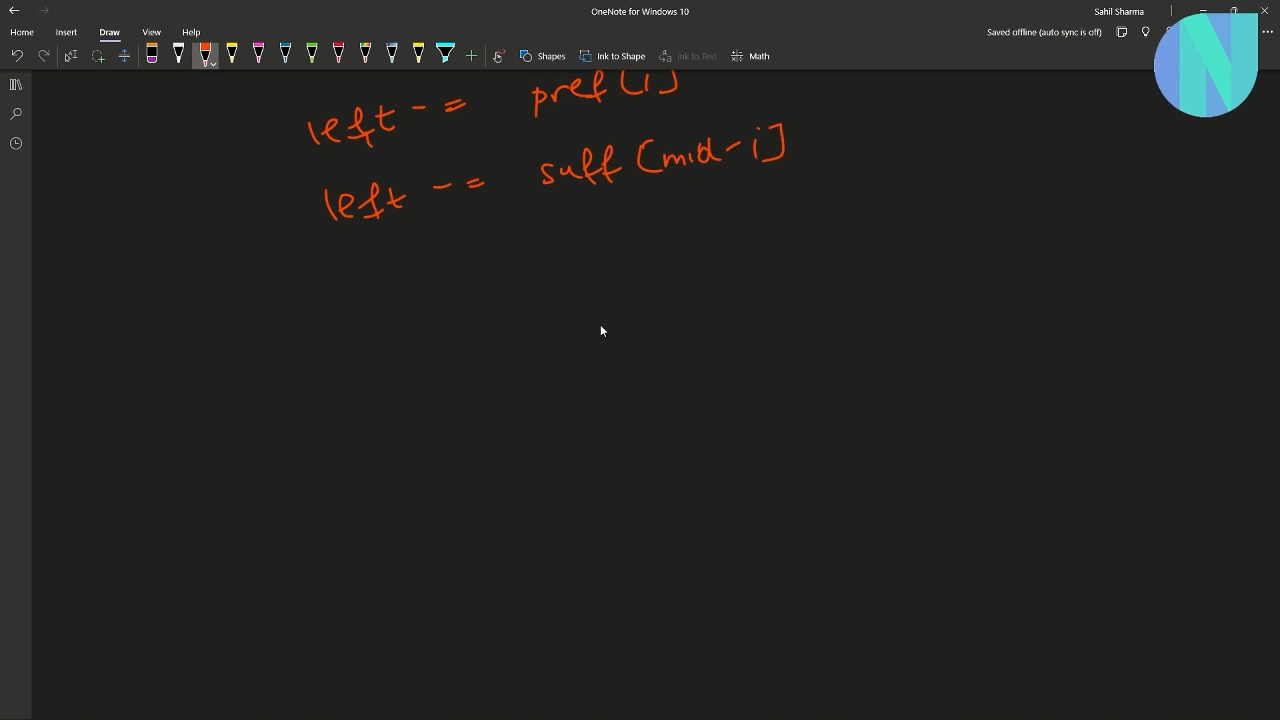 OneNote for Windows 10
Sahil Sharma
Home Insert Draw View Help
Saved offline (auto sync is off)
Shapes Ink to Shape Ink to Text Math
left -= pref[i]
left -= suff[mid-i]